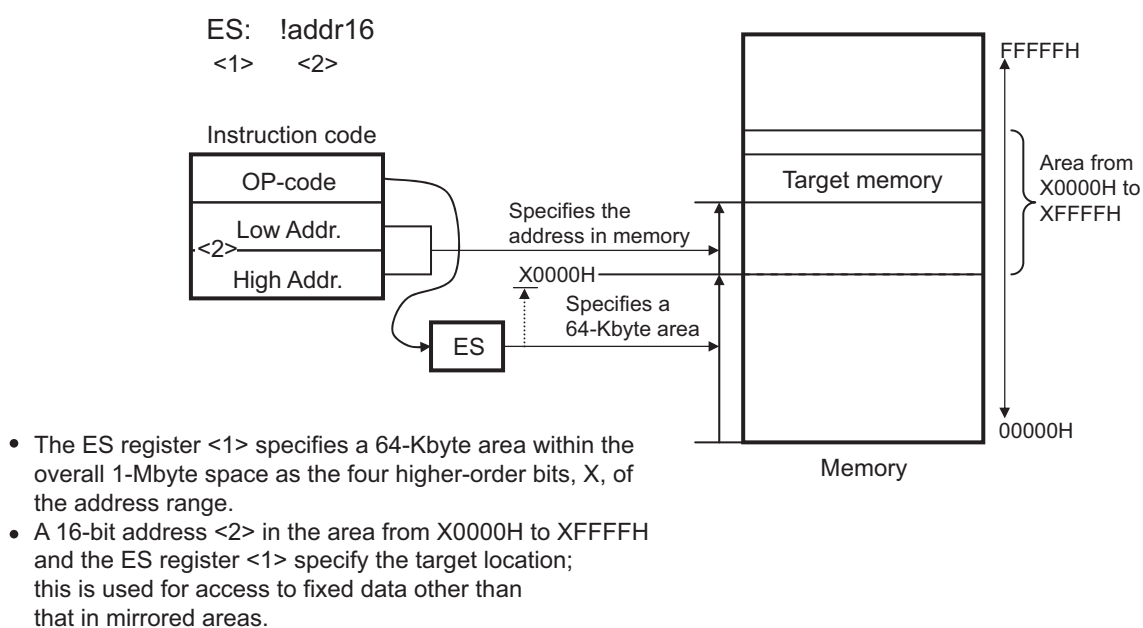 ES: !addr16
<1> <2>
FFFFFH
Instruction code
OP-code
Low Addr.
<2>
High Addr.
Target memory
Area from
X0000H to
XFFFFH
Specifies the
address in memory
X0000H
Specifies a
64-Kbyte area
ES
00000H
Memory
• The ES register <1> specifies a 64-Kbyte area within the
overall 1-Mbyte space as the four higher-order bits, X, of
the address range.
• A 16-bit address <2> in the area from X0000H to XFFFFH
and the ES register <1> specify the target location;
this is used for access to fixed data other than
that in mirrored areas.